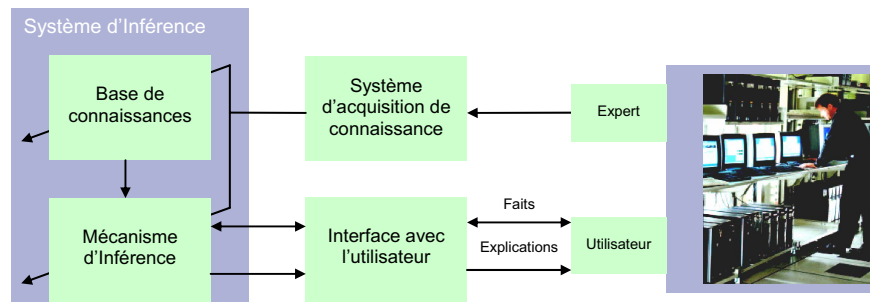 Système d'Inférence
Base de
connaissances
Système
d'acquisition de
connaissance
Expert
Mécanisme
d'Inférence
Interface avec
l'utilisateur
Faits
Explications
Utilisateur